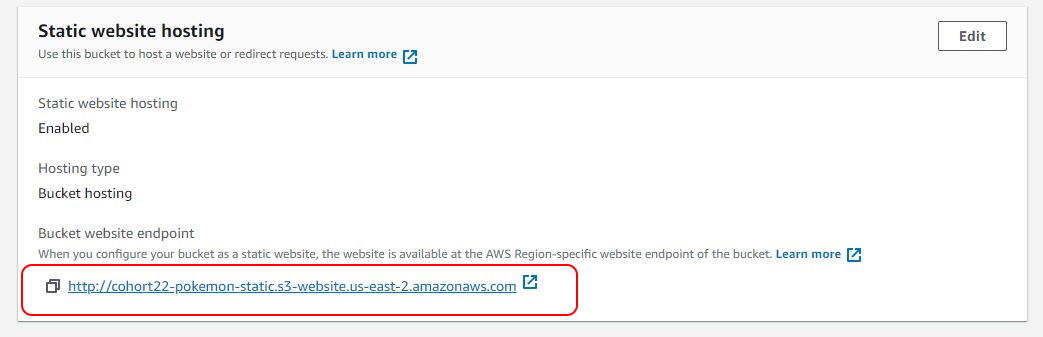 Static website hosting
Edit
Use this bucket to host a website or redirect requests. Learn more
Static website hosting
Enabled
Hosting type
Bucket hosting
Bucket website endpoint
When you configure your bucket as a static website, the website is available at the AWS Region-specific website endpoint of the bucket. Learn more
http://cohort22-pokemon-static.s3-website.us-east-2.amazonaws.com